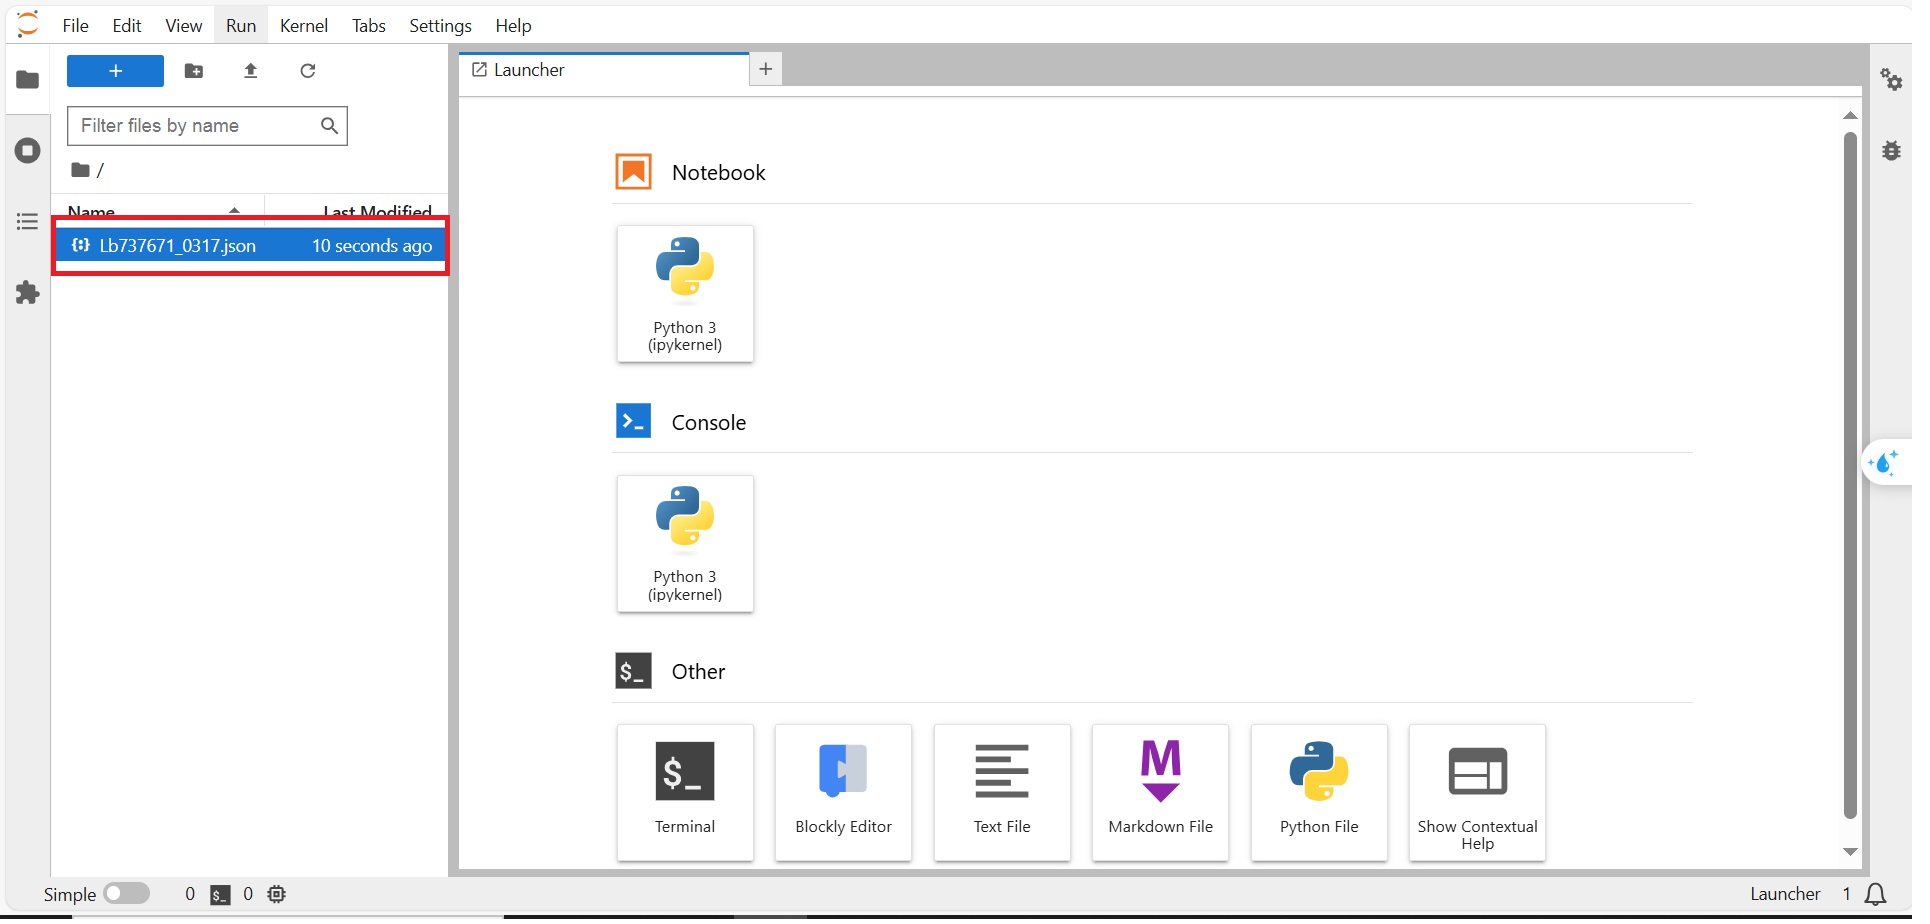 File Edit View Run Kernel Tabs Settings Help
+
Filter files by name
/
Name Last Modified
Lb737671_0317.json 10 seconds ago
Launcher +
Notebook
Python 3
(ipykernel)
Console
Python 3
(ipykernel)
$_ Other
$_
Terminal
Blockly Editor
Text File
M
Markdown File
Python File
Show Contextual
Help
Simple 0 $_ 0
Launcher 1